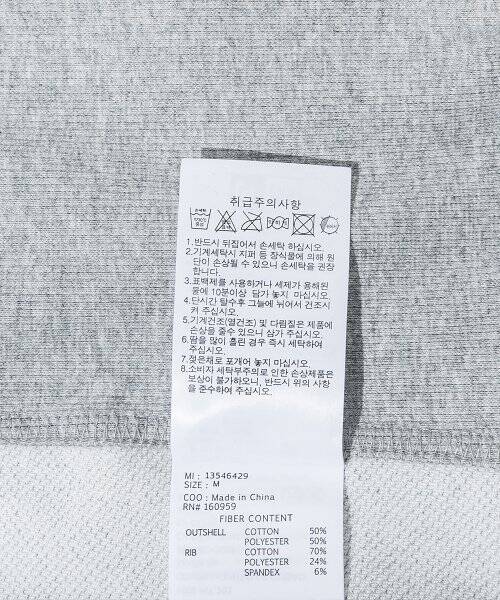 취급주의사항
1.반드시 뒤집어서 손세탁 하십시오.
2.기계세탁시 지퍼 등 장식물에 의해 원
단이 손상될 수 있으니 손세탁을 권장
합니다.
3.표백제를 사용하거나 세제가 용해된
물에 10분이상 담가 놓지 마십시오.
4.단시간 탈수후 그늘에 뉘어서 건조시
켜 주십시오.
5.기계건조(열건조) 및 다림질은 제품에
손상을 줄수 있으니 삼가 주십시오.
6.땀을 많이 흘린 경우 즉시 세탁하여
주십시오.
7.젖은채로 포개어 놓지 마십시오.
8.소비자 세탁부주의로 인한 손상제품은
보상이 불가하오니, 반드시 위의 사항
을 준수하여 주십시오.
MI: 13546429
SIZE: M
COO: Made in China
RN# 160959
FIBER CONTENT
OUTSHELL COTTON 50%
POLYESTER 50%
RIB COTTON 70%
POLYESTER 24%
SPANDEX 6%